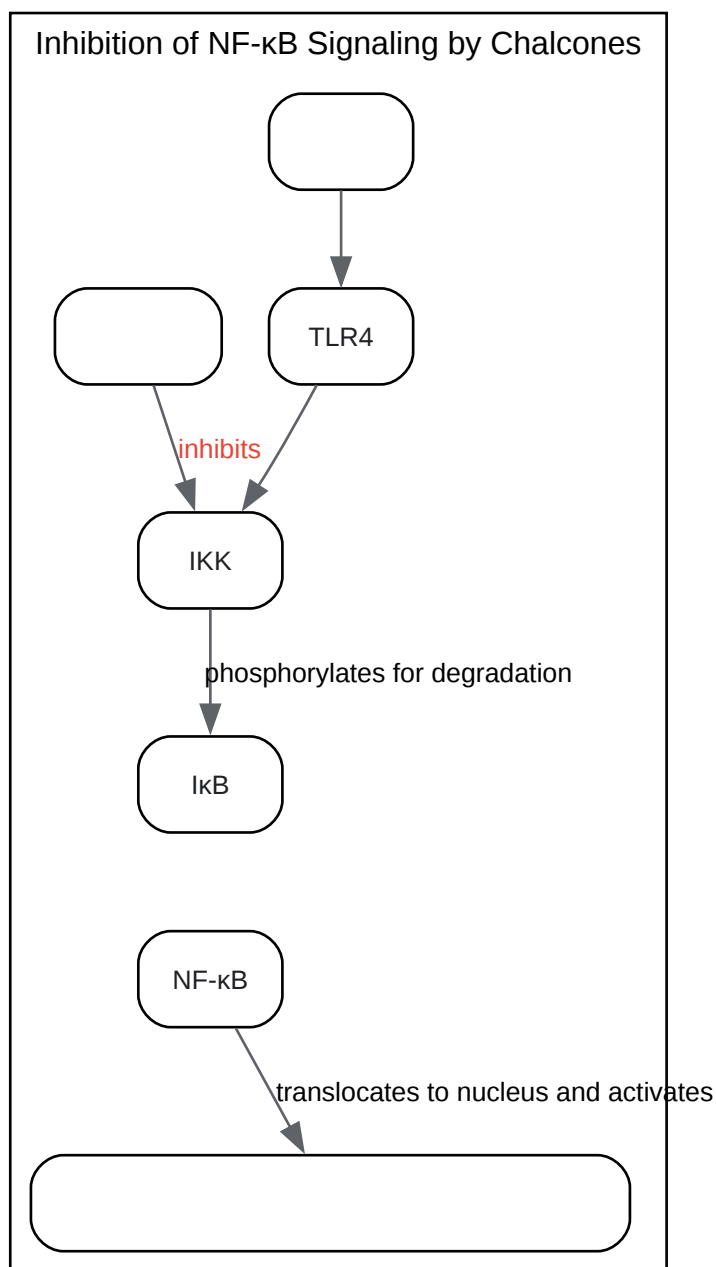 Inhibition of NF-κB Signaling by Chalcones
TLR4
inhibits
IKK
phosphorylates for degradation
IκB
NF-κB
translocates to nucleus and activates